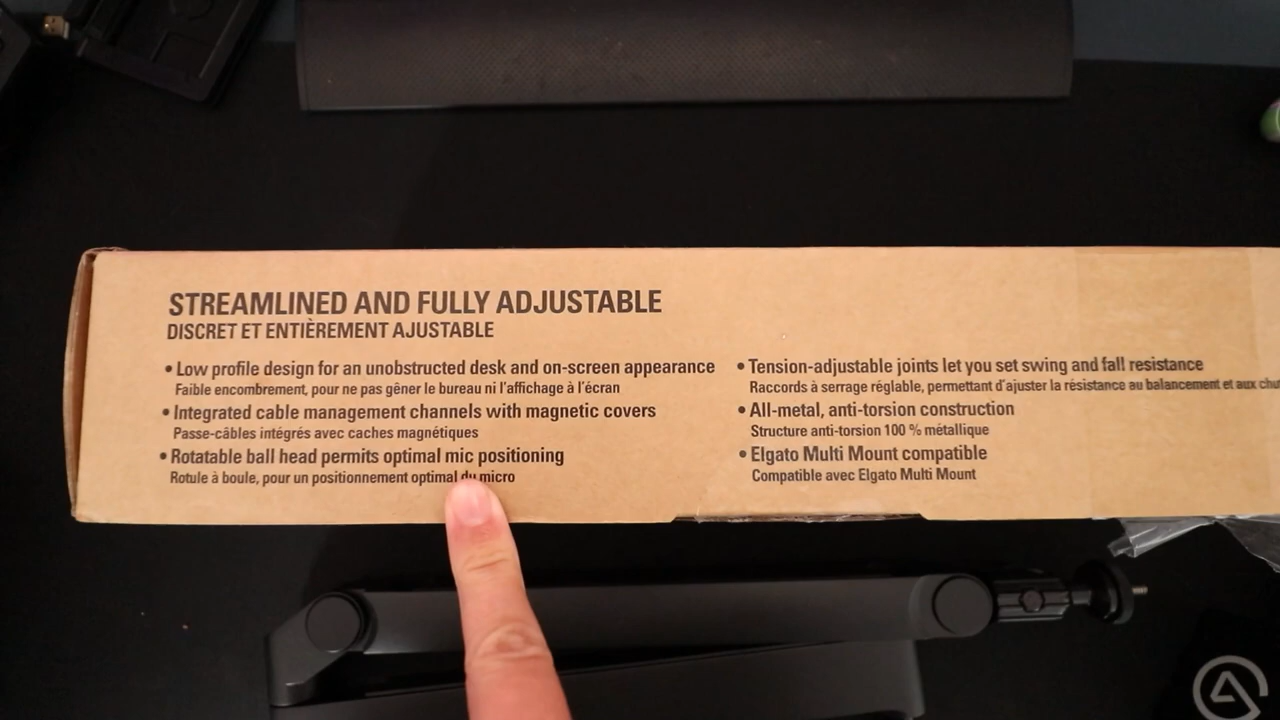 STREAMLINED AND FULLY ADJUSTABLE
DISCRET ET ENTIÈREMENT AJUSTABLE
• Low profile design for an unobstructed desk and on-screen appearance
Faible encombrement, pour ne pas gêner le bureau ni l'affichage à l'écran
• Integrated cable management channels with magnetic covers
Passe-câbles intégrés avec caches magnétiques
• Rotatable ball head permits optimal mic positioning
Rotule à boule, pour un positionnement optimal du micro
• Tension-adjustable joints let you set swing and fall resistance
Raccords à serrage réglable, permettant d'ajuster la résistance au balancement et aux
• All-metal, anti-torsion construction
Structure anti-torsion 100 % métallique
• Elgato Multi Mount compatible
Compatible avec Elgato Multi Mount